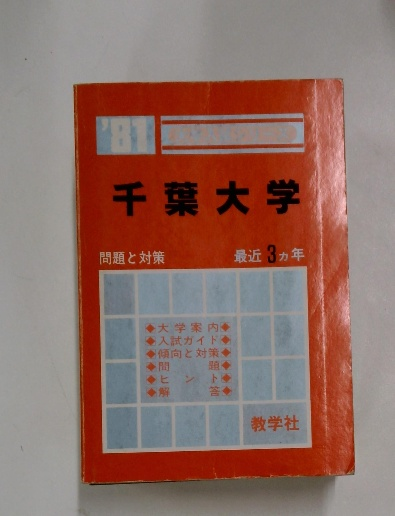 '81
千葉大学
問題と対策
最近3ヵ年
◆大学案内◆
◆入試ガイド◆
◆傾向と対策◆
◆問題◆
◆ヒント◆
◆解答◆
教学社